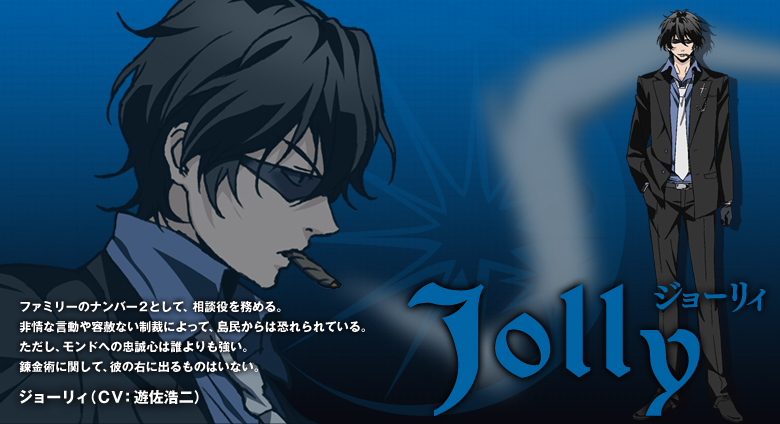 Jolly
ジョーリィ
ファミリーのナンバー2として、相談役を務める。
非情な言動や容赦ない制裁によって、島民からは恐れられている。
ただし、モンドへの忠誠心は誰よりも強い。
錬金術に関して、彼の右に出るものはいない。
ジョーリィ(CV:遊佐浩二)